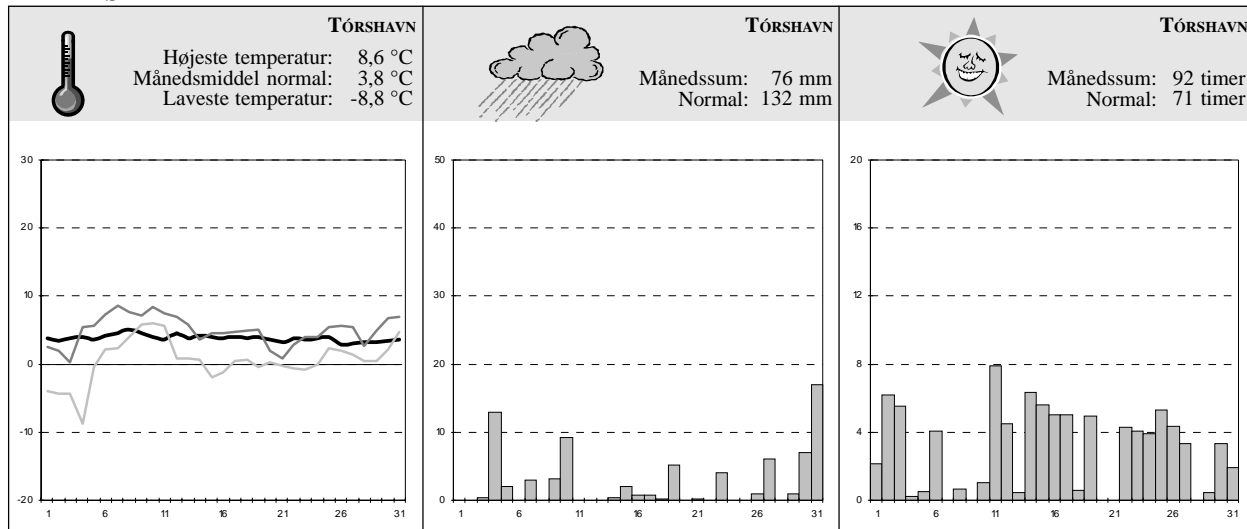 TÓRSHAVN
Højeste temperatur: 8,6 °C
Månedsmiddel normal: 3,8 °C
Laveste temperatur: -8,8 °C
30
20
10
0
-10
-20
1 6 11 16 21 26 31
TÓRSHAVN
Månedssum: 76 mm
Normal: 132 mm
50
40
30
20
10
0
1 6 11 16 21 26 31
TÓRSHAVN
Månedssum: 92 timer
Normal: 71 timer
20
16
12
8
4
0
1 6 11 16 21 26 31